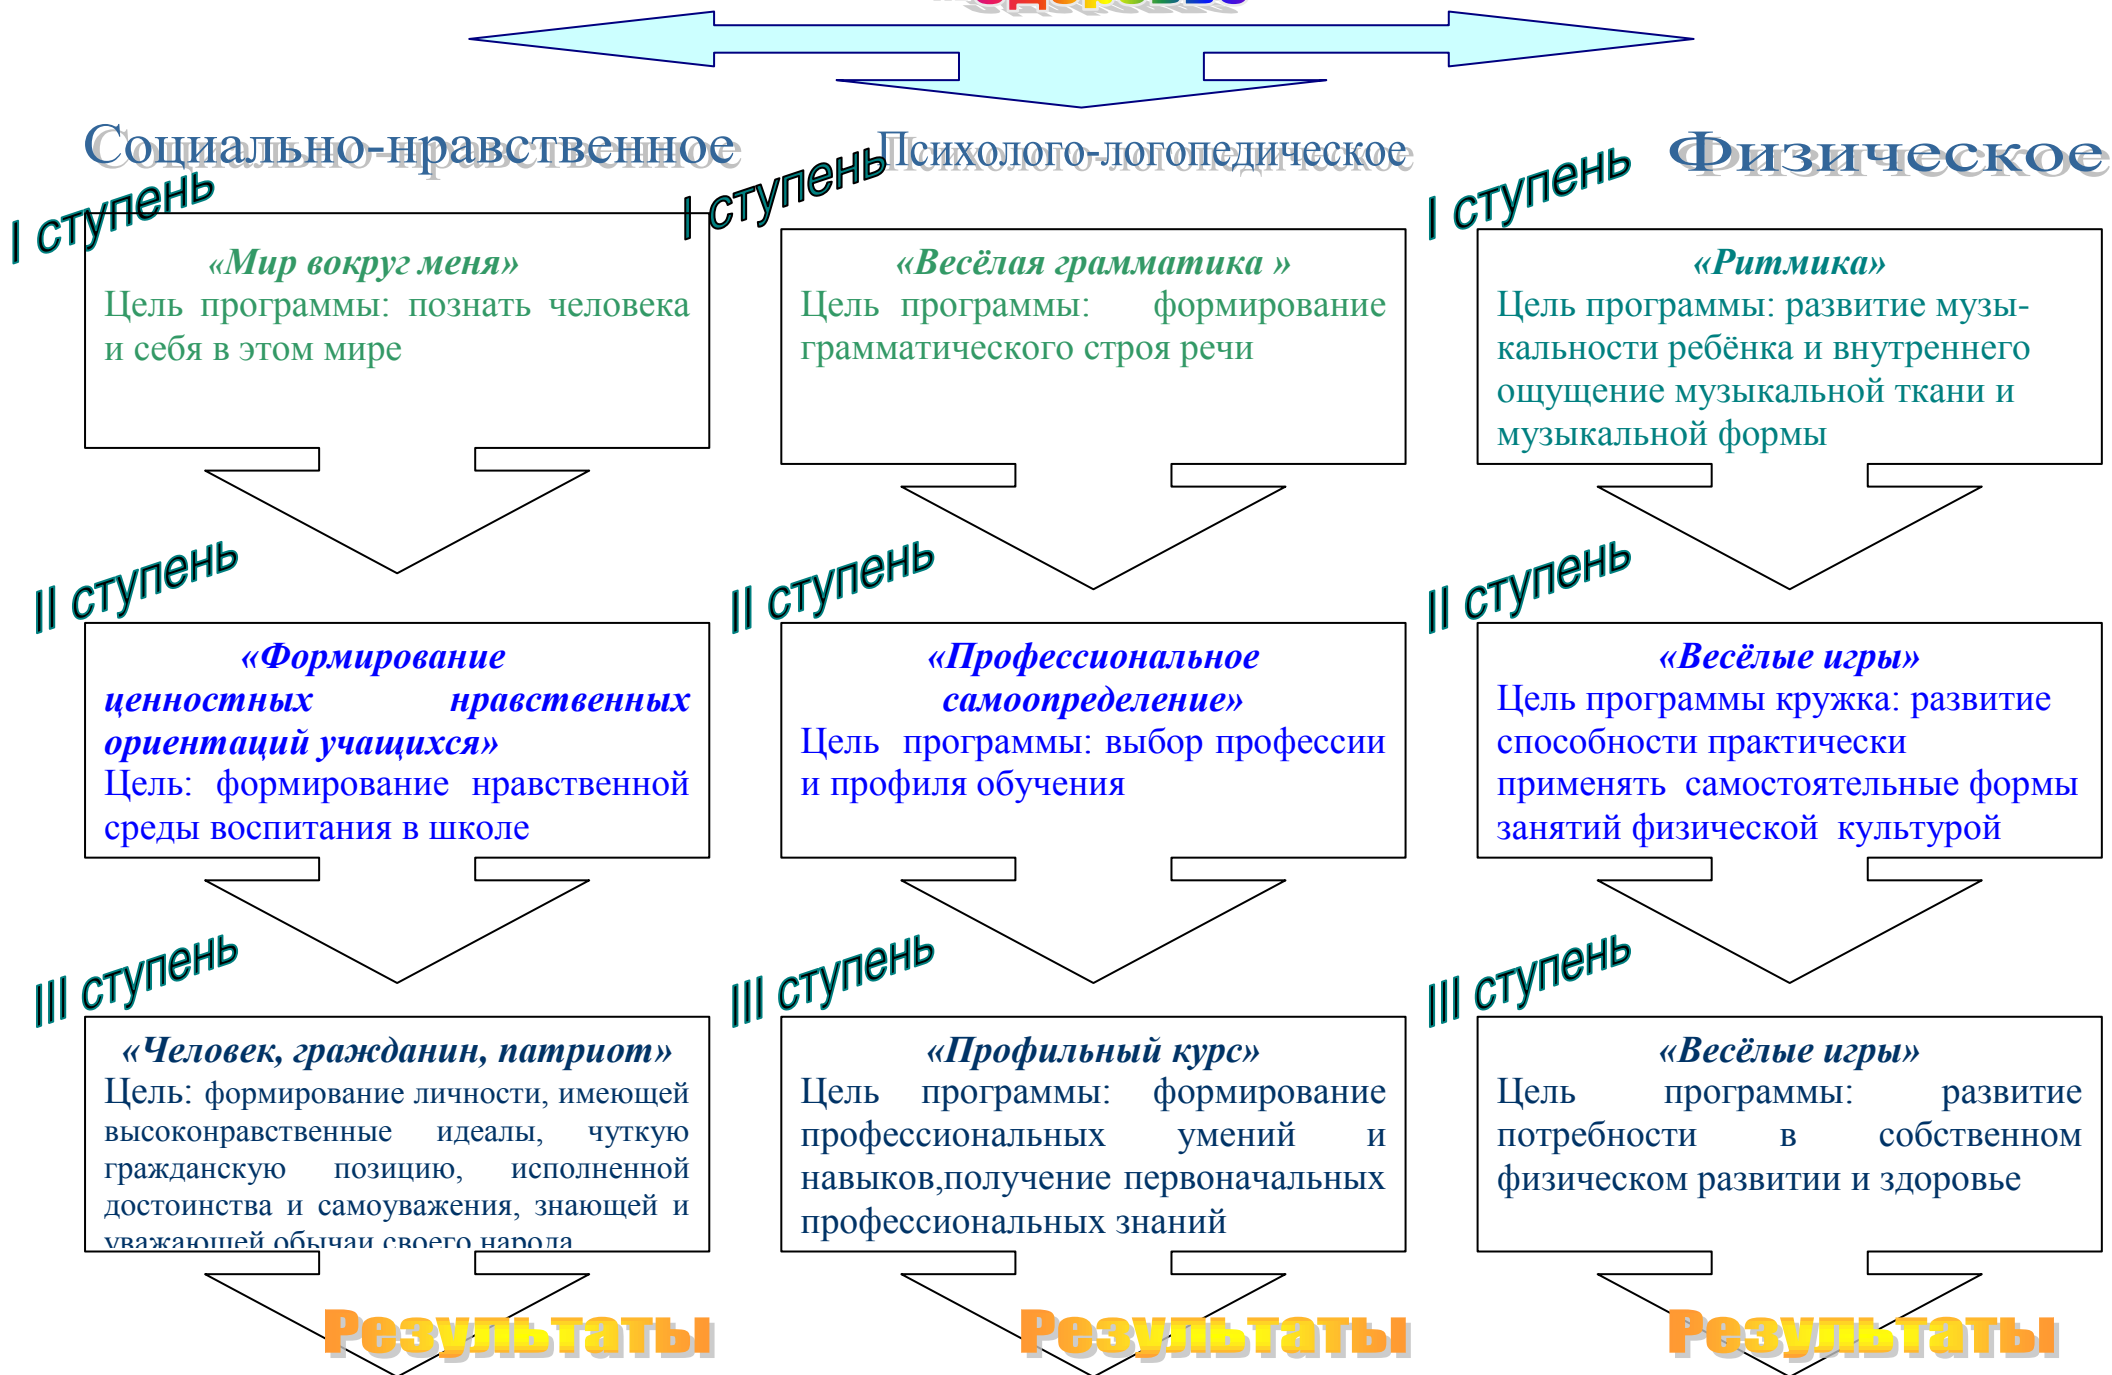 Здоровье
Социально-нравственное
Психолого-логопедическое
Физическое
I ступень
«Мир вокруг меня»
Цель программы: познать человека
и себя в этом мире
I ступень
«Весёлая грамматика »
Цель программы: формирование
грамматического строя речи
I ступень
«Ритмика»
Цель программы: развитие музы-
кальности ребёнка и внутреннего
ощущение музыкальной ткани и
музыкальной формы
II ступень
«Формирование
ценностных нравственных
ориентаций учащихся»
Цель: формирование нравственной
среды воспитания в школе
II ступень
«Профессиональное
самоопределение»
Цель программы: выбор профессии
и профиля обучения
II ступень
«Весёлые игры»
Цель программы кружка: развитие
способности практически
применять самостоятельные формы
занятий физической культурой
III ступень
«Человек, гражданин, патриот»
Цель: формирование личности, имеющей
высоконравственные идеалы, чуткую
гражданскую позицию, исполненной
достоинства и самоуважения, знающей и
уважающей обычаи своего народа
III ступень
«Профильный курс»
Цель программы: формирование
профессиональных умений и
навыков,получение первоначальных
профессиональных знаний
III ступень
«Весёлые игры»
Цель программы: развитие
потребности в собственном
физическом развитии и здоровье
Результаты
Результаты
Результаты